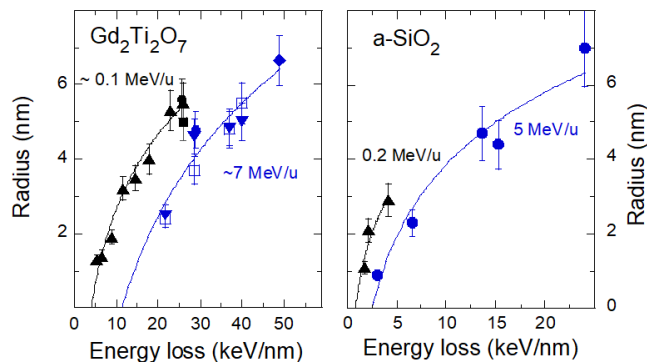 Gd₂Ti₂O₇
a-SiO₂
~ 0.1 MeV/u
~7 MeV/u
0.2 MeV/u
5 MeV/u
Radius (nm)
6
4
2
0 10 20 30 40 50
Energy loss (keV/nm)
0 5 10 15 20
Energy loss (keV/nm)
6
4
2
0
Radius (nm)